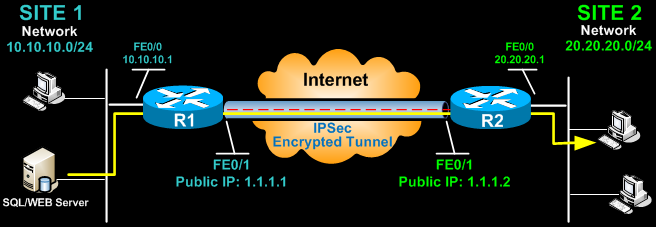 SITE 1
Network
10.10.10.0/24
FE0/0
10.10.10.1
R1
SQL/WEB Server
FE0/1
Public IP: 1.1.1.1
Internet
IPSec
Encrypted Tunnel
SITE 2
Network
20.20.20.0/24
FE0/0
20.20.20.1
R2
FE0/1
Public IP: 1.1.1.2